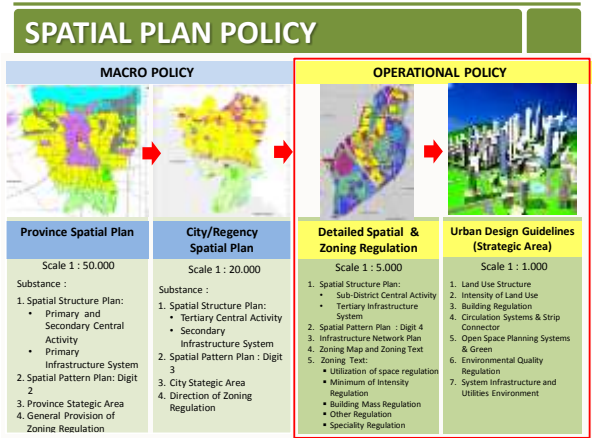 SPATIAL PLAN POLICY
MACRO POLICY
OPERATIONAL POLICY
Province Spatial Plan
Scale 1 : 50.000
Substance :
1. Spatial Structure Plan:
• Primary and
Secondary Central
Activity
• Primary
Infrastructure System
2. Spatial Pattern Plan: Digit
2
3. Province Stategic Area
4. General Provision of
Zoning Regulation
City/Regency
Spatial Plan
Scale 1 : 20.000
Substance :
1. Spatial Structure Plan:
• Tertiary Central Activity
• Secondary
Infrastructure System
2. Spatial Pattern Plan : Digit
3
3. City Stategic Area
4. Direction of Zoning
Regulation
Detailed Spatial &
Zoning Regulation
Scale 1 : 5.000
1. Spatial Structure Plan:
• Sub-District Central Activity
• Tertiary Infrastructure
System
2. Spatial Pattern Plan : Digit 4
3. Infrastructure Network Plan
4. Zoning Map and Zoning Text
5. Zoning Text:
▪ Utilization of space regulation
▪ Minimum of Intensity
Regulation
▪ Building Mass Regulation
▪ Other Regulation
▪ Speciality Regulation
Urban Design Guidelines
(Strategic Area)
Scale 1 : 1.000
1. Land Use Structure
2. Intensity of Land Use
3. Building Regulation
4. Circulation Systems & Strip
Connector
5. Open Space Planning Systems
& Green
6. Environmental Quality
Regulation
7. System Infrastructure and
Utilities Environment